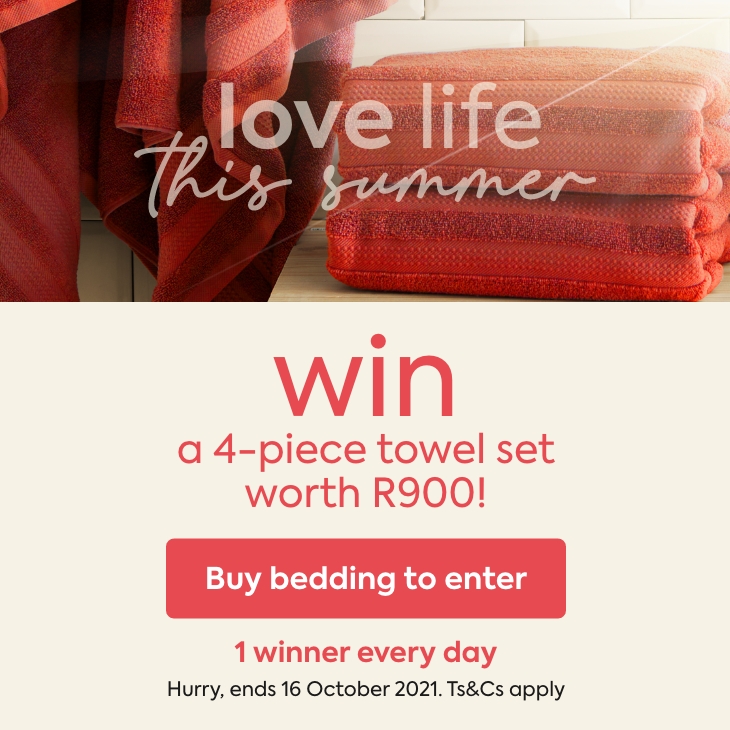 love life
this summer
win
a 4-piece towel set
worth R900!
Buy bedding to enter
1 winner every day
Hurry, ends 16 October 2021. Ts&Cs apply